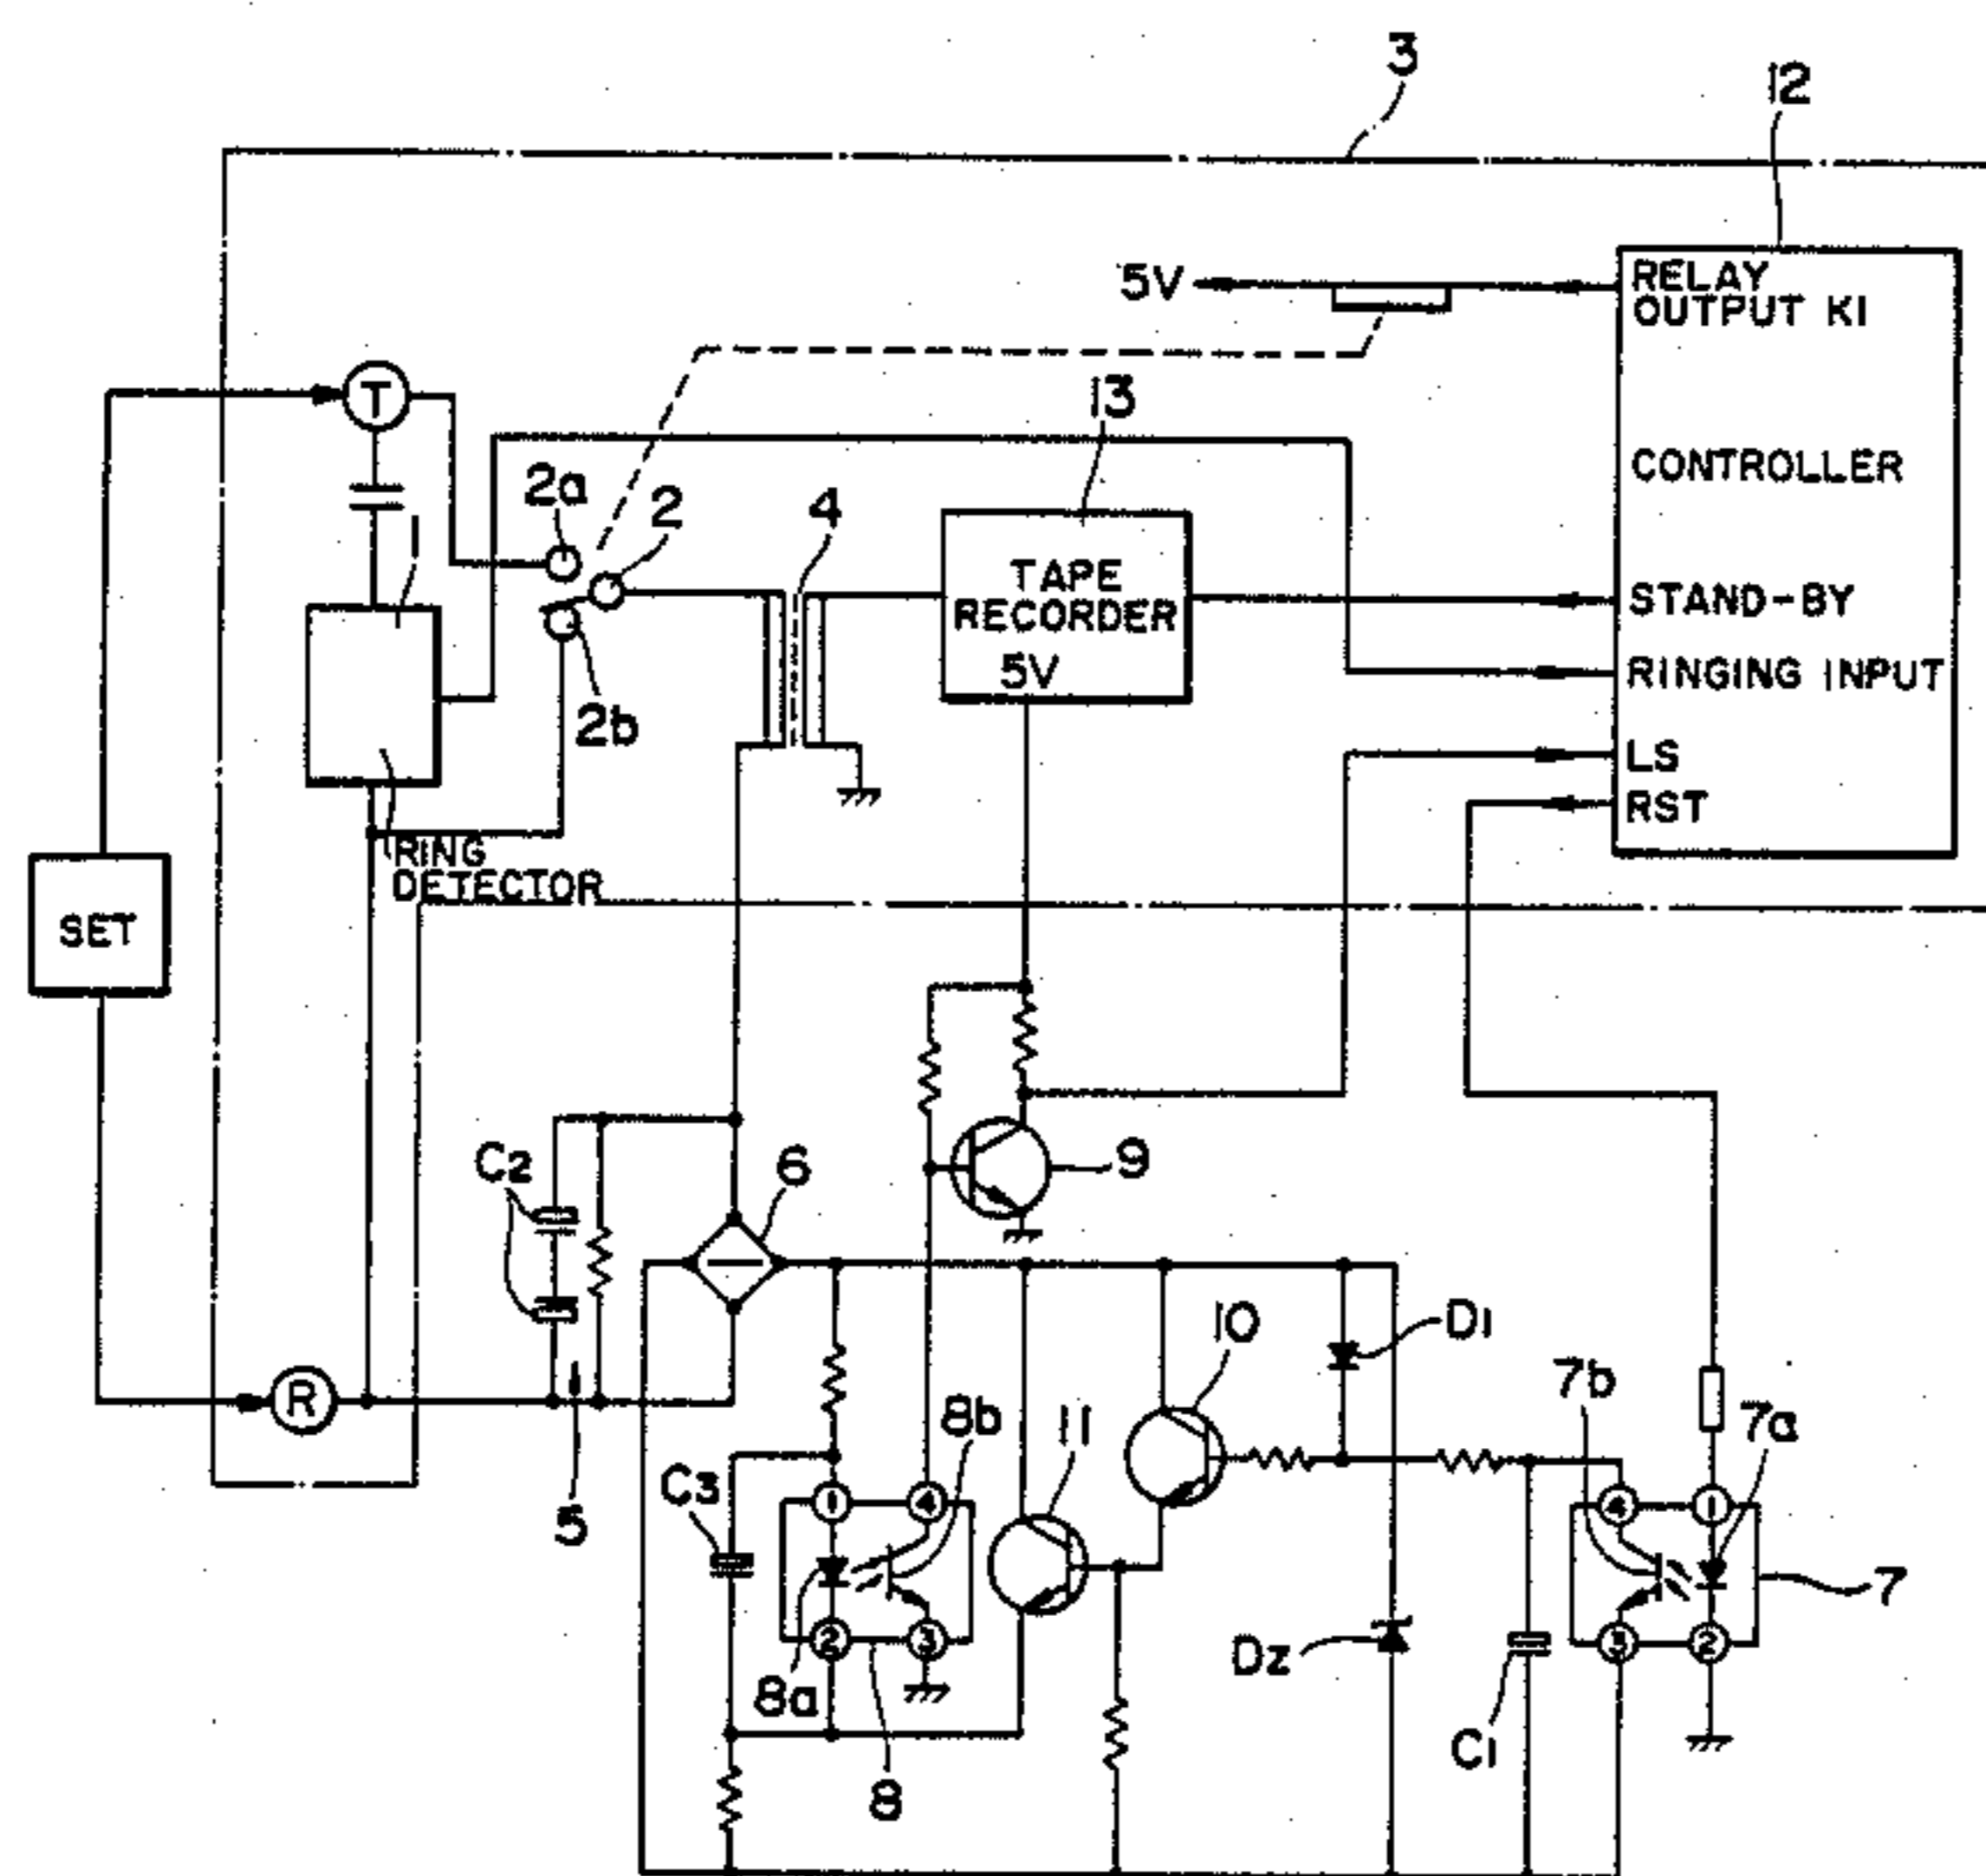 3
12
5V
RELAY
OUTPUT K1
T
13
2a
2
4
CONTROLLER
1
TAPE
RECORDER
5V
STAND-BY
2b
RINGING INPUT
LS
RST
RING
DETECTOR
SET
C2
6
9
10
D1
R
8b
11
7b
7a
5
C3
1
4
4
1
7
2
3
3
2
8a
Dz
C1
8